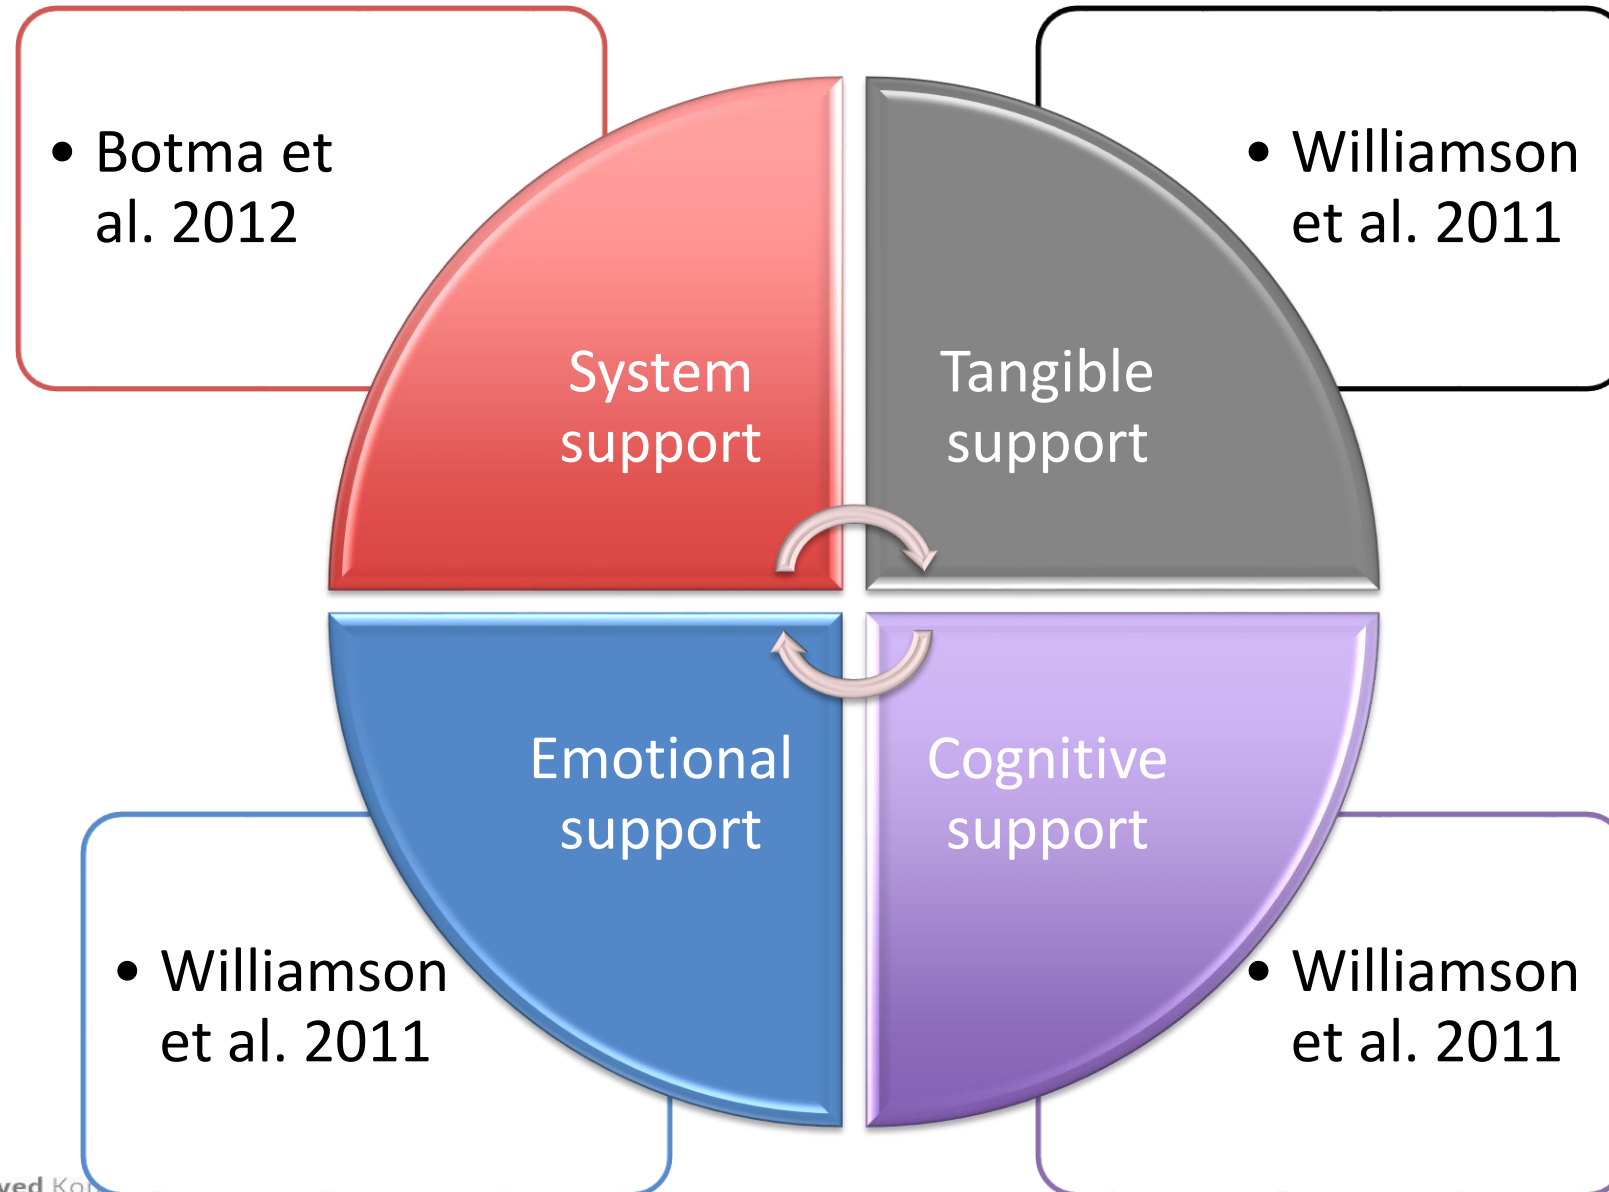 • Botma et
al. 2012
• Williamson
et al. 2011
System
support
Tangible
support
Emotional
support
Cognitive
support
• Williamson
et al. 2011
• Williamson
et al. 2011